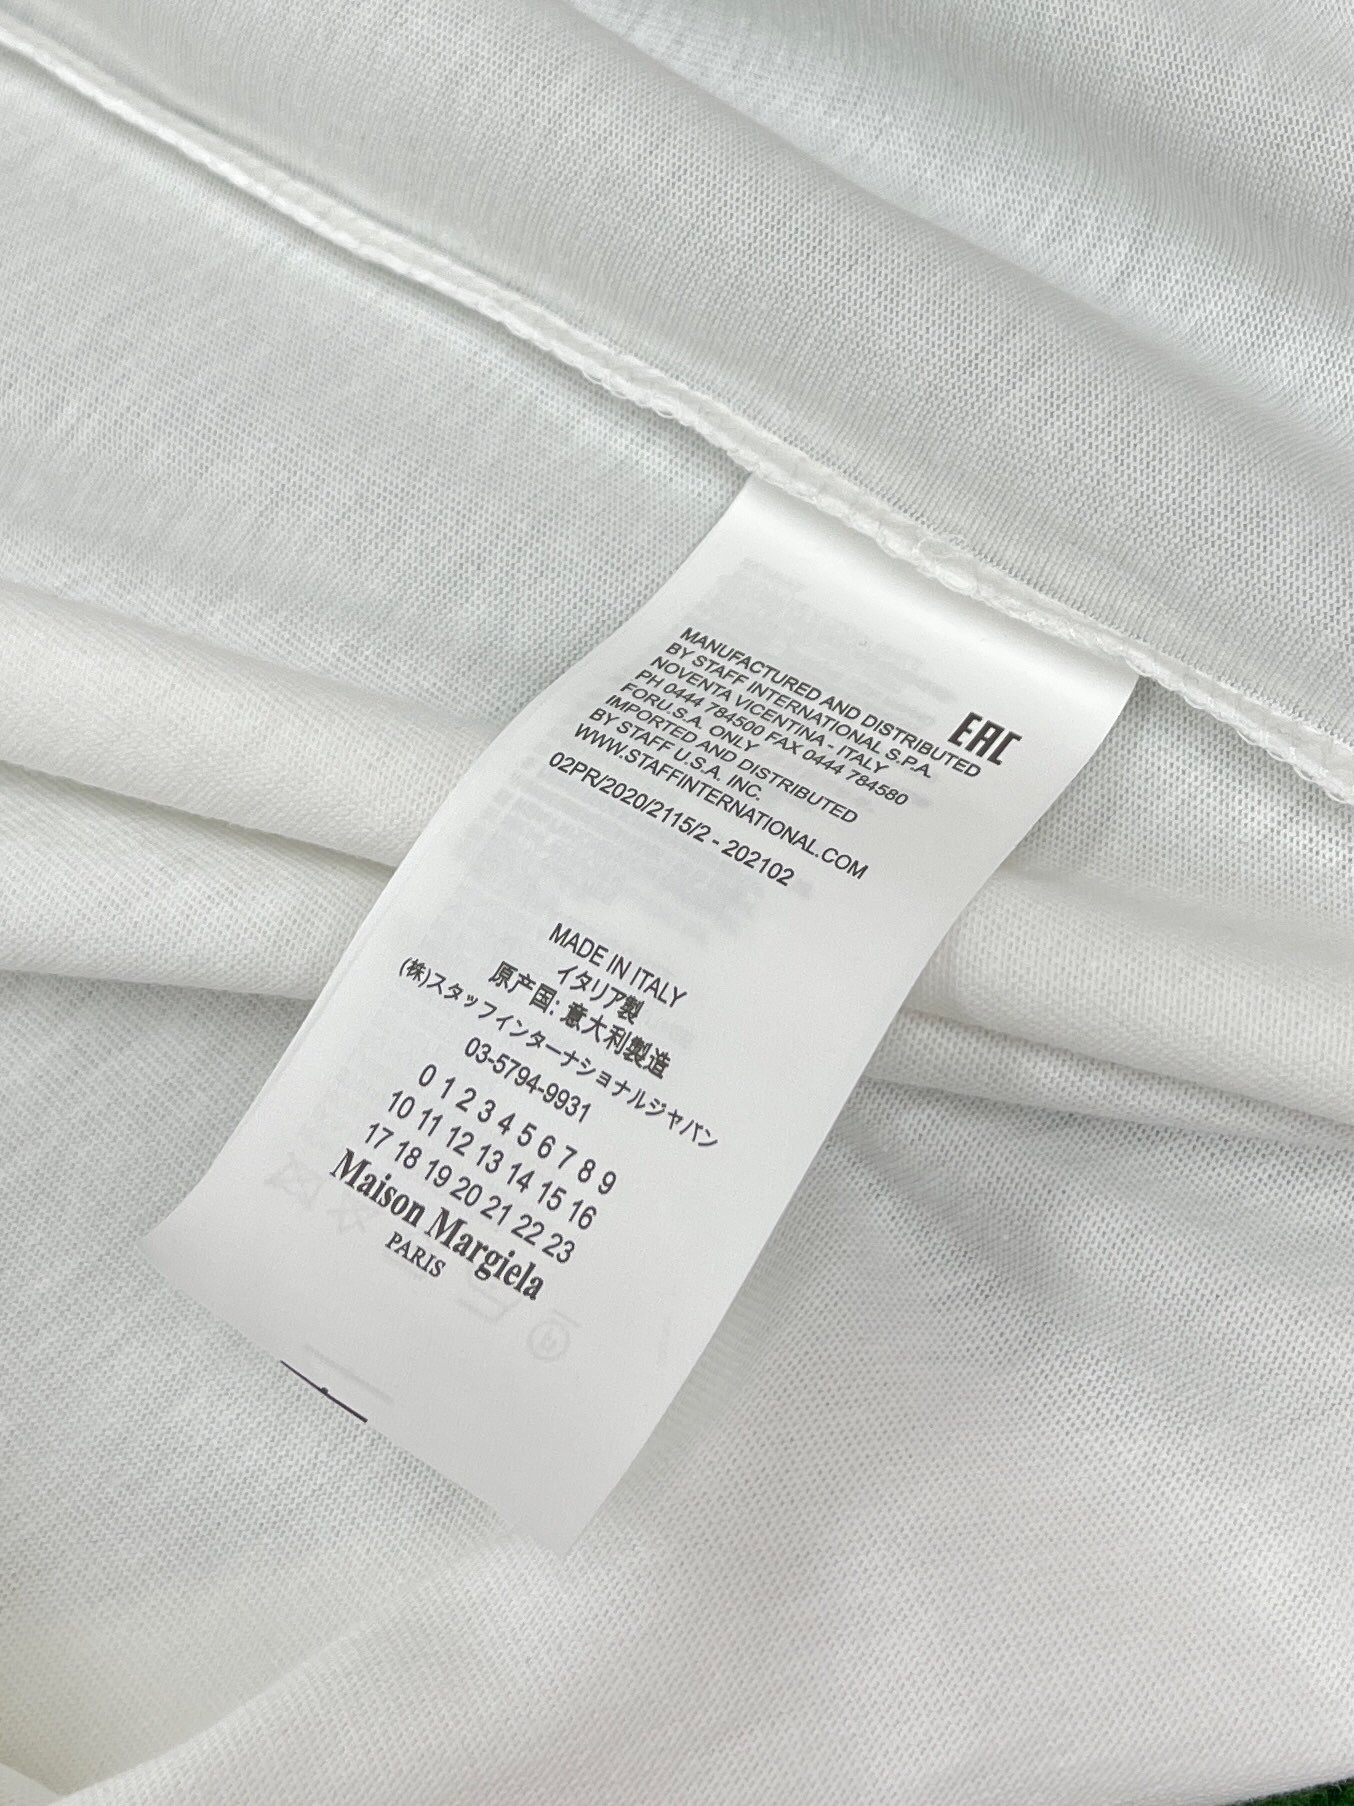 MANUFACTURED AND DISTRIBUTED
BY STAFF INTERNATIONAL S.P.A.
NOVENTA VICENTINA - ITALY
PH 0444 784500 FAX 0444 784580
FORU.S.A. ONLY
IMPORTED AND DISTRIBUTED
BY STAFF U.S.A. INC.
WWW.STAFFINTERNATIONAL.COM
02PR/2020/2115/2 - 202102
EAC
MADE IN ITALY
イタリア製
原产国: 意大利製造
(株)スタッフインターナショナルジャパン
03-5794-9931
0 1 2 3 4 5 6 7 8 9
10 11 12 13 14 15 16
17 18 19 20 21 22 23
Maison Margiela
PARIS